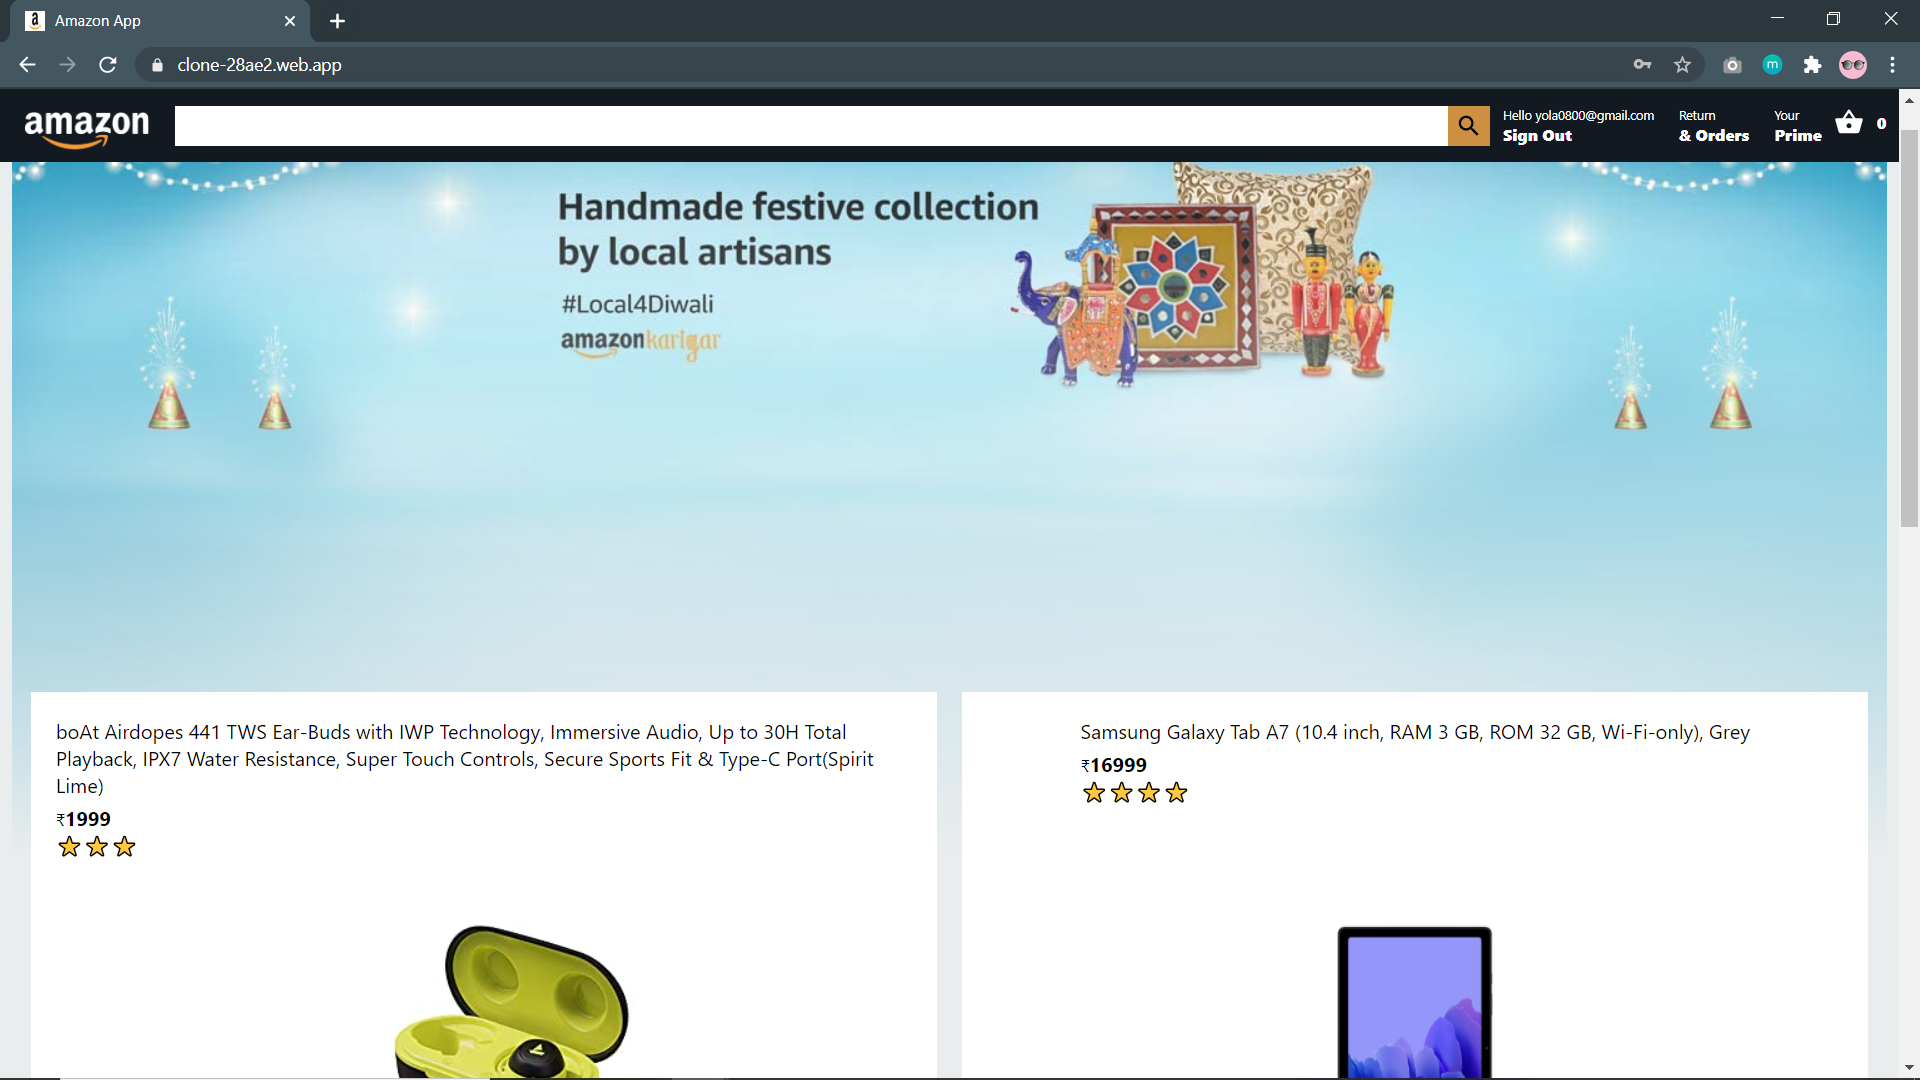 Amazon App
clone-28ae2.web.app
m
amazon
Hello yola0800@gmail.com
Sign Out
Return
& Orders
Your
Prime
0
Handmade festive collection
by local artisans
#Local4Diwali
amazonkarigar
boAt Airdopes 441 TWS Ear-Buds with IWP Technology, Immersive Audio, Up to 30H Total
Playback, IPX7 Water Resistance, Super Touch Controls, Secure Sports Fit & Type-C Port(Spirit
Lime)
₹1999
Samsung Galaxy Tab A7 (10.4 inch, RAM 3 GB, ROM 32 GB, Wi-Fi-only), Grey
₹16999